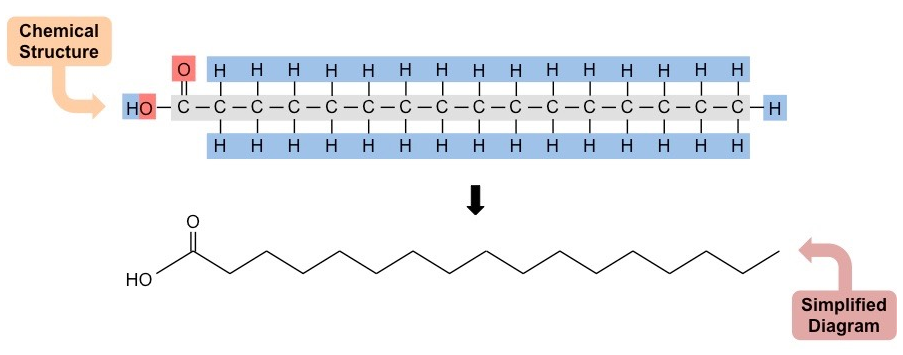 Chemical
Structure
O H H H H H H H H H H H H H H H
HO C C C C C C C C C C C C C C C C H
H H H H H H H H H H H H H H H
O
HO
Simplified
Diagram